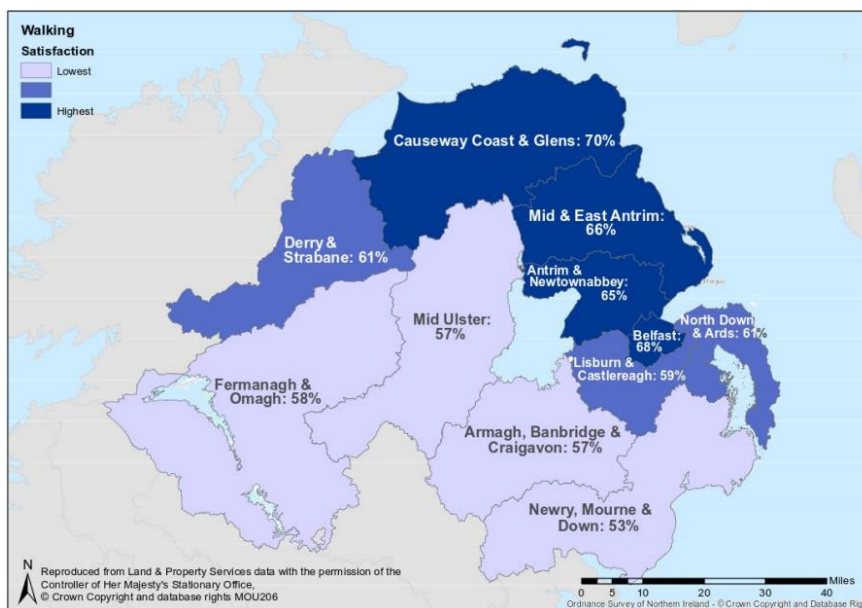 Walking
Satisfaction
Lowest
Highest
Causeway Coast & Glens: 70%
Mid & East Antrim:
66%
Derry &
Strabane: 61%
Antrim &
Newtownabbey:
65%
Mid Ulster:
57%
North Down
& Ards: 61%
Belfast:
68%
Lisburn &
Castlereagh: 59%
Fermanagh &
Omagh: 58%
Armagh, Banbridge &
Craigavon: 57%
Newry, Mourne &
Down: 53%
N
Reproduced from Land & Property Services data with the permission of the
Controller of Her Majesty's Stationary Office,
© Crown Copyright and database rights MOU206
Miles
0 5 10 20 30 40
Ordnance Survey of Northern Ireland - © Crown Copyright and Database